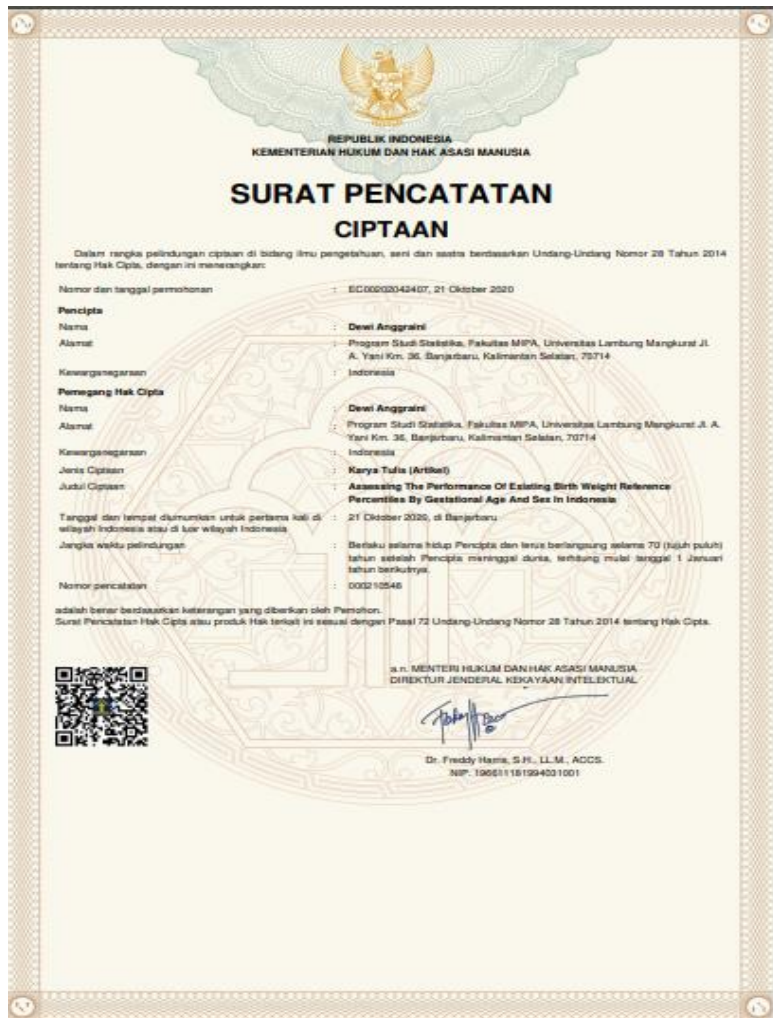 REPUBLIK INDONESIA
KEMENTERIAN HUKUM DAN HAK ASASI MANUSIA
SURAT PENCATATAN
CIPTAAN
Dalam rangka pelindungan ciptaan di bidang ilmu pengetahuan, seni dan sastra berdasarkan Undang-Undang Nomor 28 Tahun 2014
tentang Hak Cipta, dengan ini menerangkan:
Nomor dan tanggal permohonan : EC00202042407, 21 Oktober 2020
Pencipta
Nama : Dewi Anggraini
Alamat : Program Studi Statistika, Fakultas MIPA, Universitas Lambung Mangkurat Jl.
A. Yani Km. 36, Banjarbaru, Kalimantan Selatan, 70714
Kewarganegaraan : Indonesia
Pemegang Hak Cipta
Nama : Dewi Anggraini
Alamat : Program Studi Statistika, Fakultas MIPA, Universitas Lambung Mangkurat Jl. A.
Yani Km. 36, Banjarbaru, Kalimantan Selatan, 70714
Kewarganegaraan : Indonesia
Jenis Ciptaan : Karya Tulis (Artikel)
Judul Ciptaan : Assessing The Performance Of Existing Birth Weight Reference
Percentiles By Gestational Age And Sex In Indonesia
Tanggal dan tempat diumumkan untuk pertama kali di : 21 Oktober 2020, di Banjarbaru
wilayah Indonesia atau di luar wilayah Indonesia
Jangka waktu pelindungan : Berlaku selama hidup Pencipta dan terus berlangsung selama 70 (tujuh puluh)
tahun setelah Pencipta meninggal dunia, terhitung mulai tanggal 1 Januari
tahun berikutnya.
Nomor pencatatan : 000210546
adalah benar berdasarkan keterangan yang diberikan oleh Pemohon.
Surat Pencatatan Hak Cipta atau produk Hak terkait ini sesuai dengan Pasal 72 Undang-Undang Nomor 28 Tahun 2014 tentang Hak Cipta.
a.n. MENTERI HUKUM DAN HAK ASASI MANUSIA
DIREKTUR JENDERAL KEKAYAAN INTELEKTUAL
Dr. Freddy Harris, S.H., LL.M., ACCS.
NIP. 196611181994031001